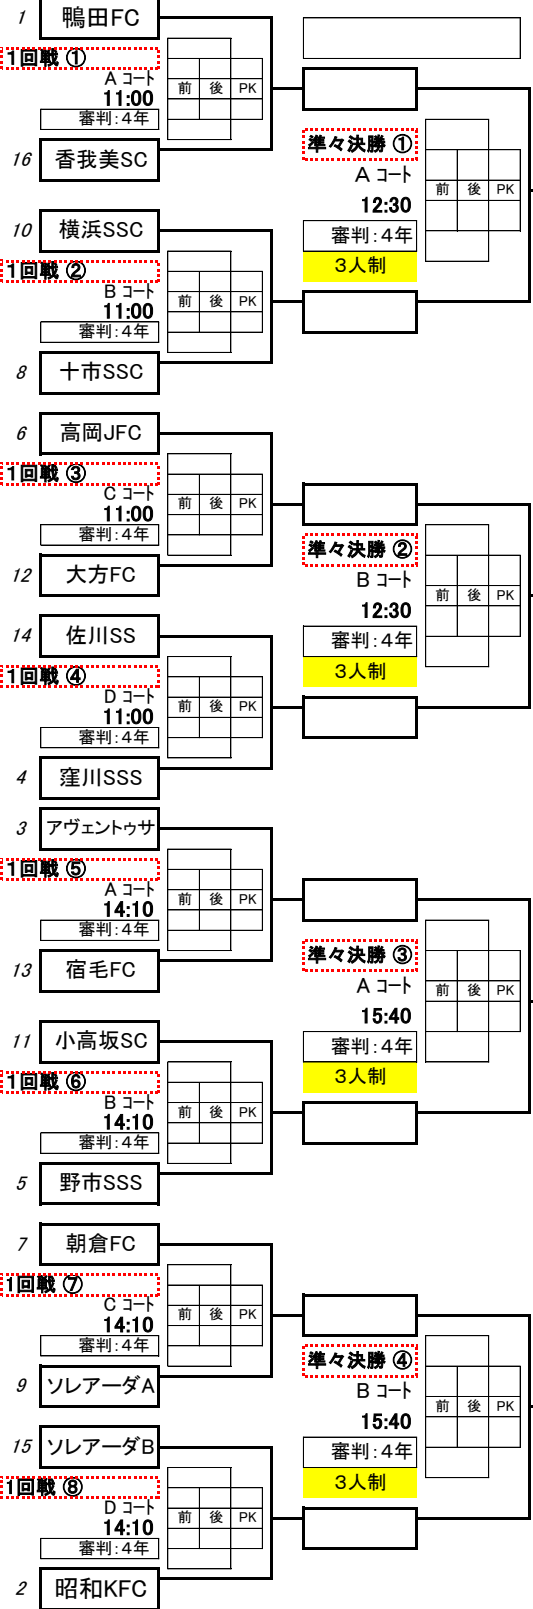 1 鴨田FC
1回戦 ①
A コート
11:00
審判:4年
前 後 PK
16 香我美SC
準々決勝 ①
A コート
12:30
審判:4年
3人制
前 後 PK
10 横浜SSC
1回戦 ②
B コート
11:00
審判:4年
前 後 PK
8 十市SSC
6 高岡JFC
1回戦 ③
C コート
11:00
審判:4年
前 後 PK
12 大方FC
準々決勝 ②
B コート
12:30
審判:4年
3人制
前 後 PK
14 佐川SS
1回戦 ④
D コート
11:00
審判:4年
前 後 PK
4 窪川SSS
3 アヴェントゥサ
1回戦 ⑤
A コート
14:10
審判:4年
前 後 PK
13 宿毛FC
準々決勝 ③
A コート
15:40
審判:4年
3人制
前 後 PK
11 小高坂SC
1回戦 ⑥
B コート
14:10
審判:4年
前 後 PK
5 野市SSS
7 朝倉FC
1回戦 ⑦
C コート
14:10
審判:4年
前 後 PK
9 ソレアーダA
準々決勝 ④
B コート
15:40
審判:4年
3人制
前 後 PK
15 ソレアーダB
1回戦 ⑧
D コート
14:10
審判:4年
前 後 PK
2 昭和KFC